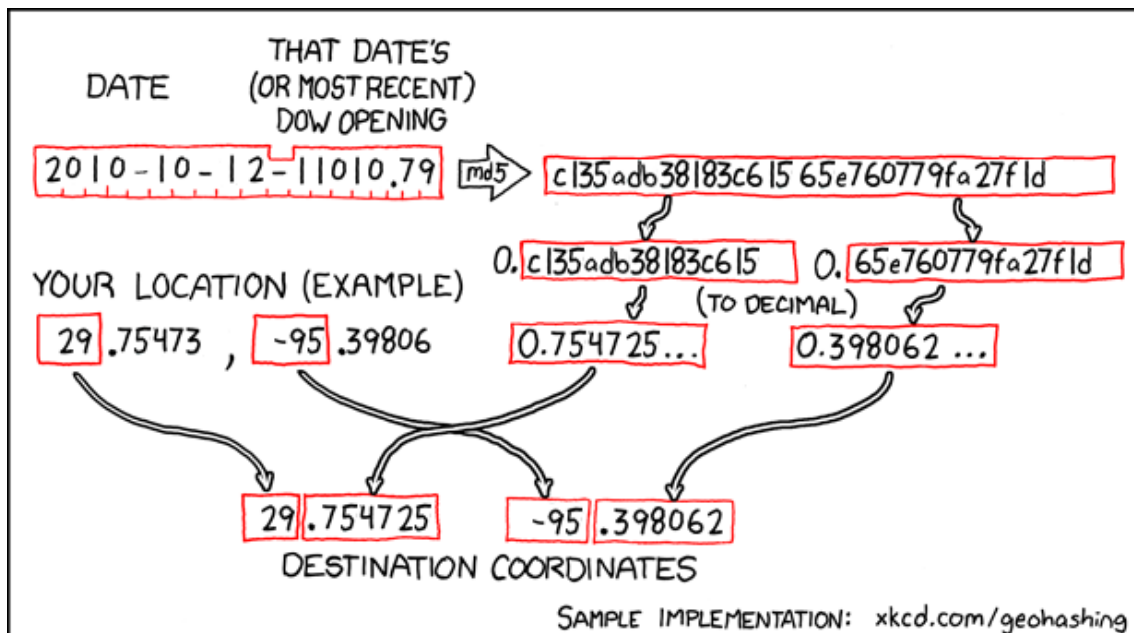 THAT DATE'S
DATE (OR MOST RECENT)
DOW OPENING
2010-10-12-11010.79 md5 c135adb38183c61565e760779fa27f1d
0.c135adb38183c615 0.65e760779fa27f1d
YOUR LOCATION (EXAMPLE) (TO DECIMAL)
29.75473, -95.39806 0.754725... 0.398062...
29.754725 -95.398062
DESTINATION COORDINATES
SAMPLE IMPLEMENTATION: xkcd.com/geohashing